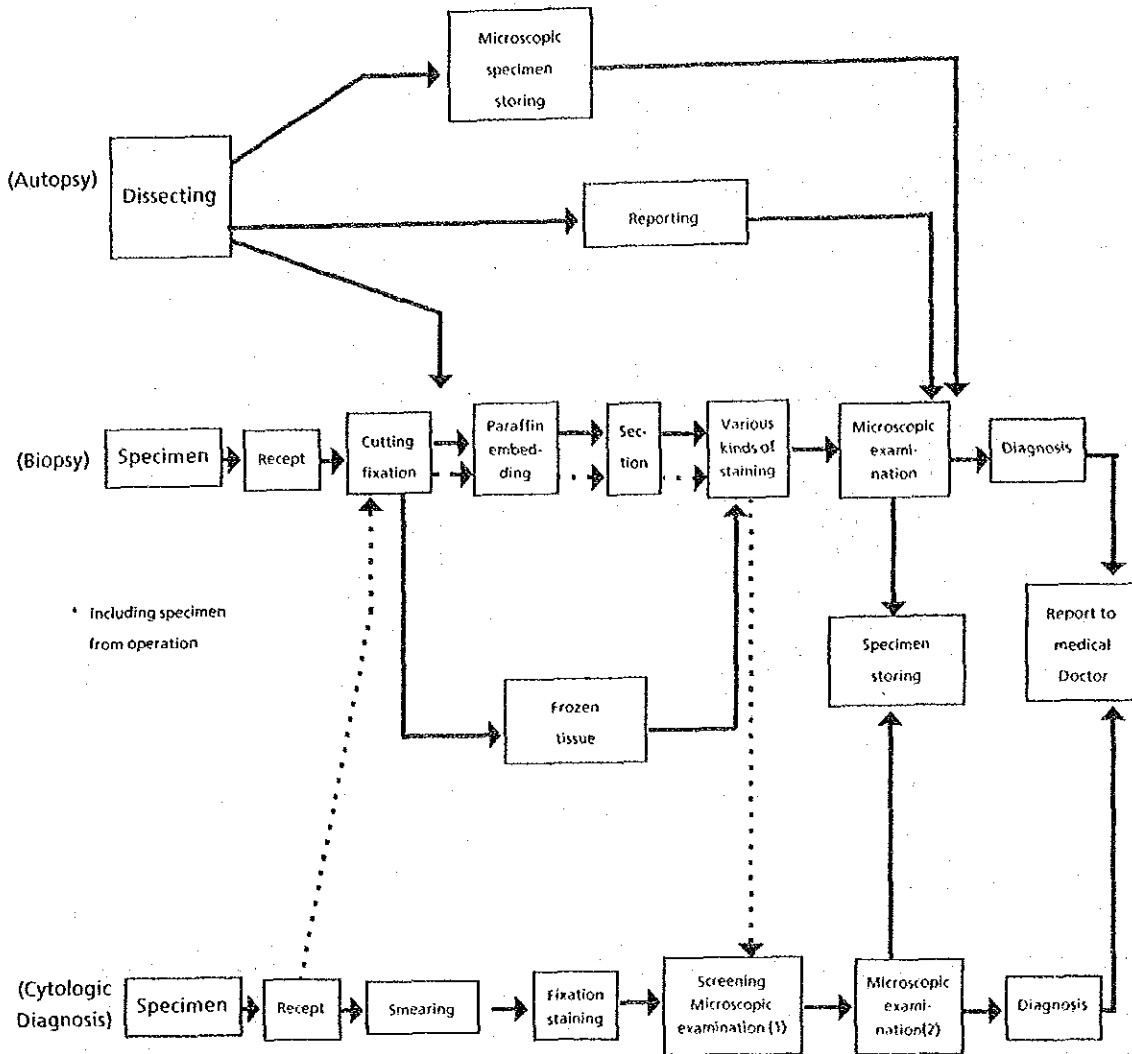 Microscopic
specimen
storing
(Autopsy)
Dissecting
Reporting
(Biopsy)
Specimen
Recept
Cutting
fixation
Paraffin
embed-
ding
Sec-
tion
Various
kinds of
staining
Microscopic
exami-
nation
Diagnosis
* including specimen
from operation
Specimen
storing
Report to
medical
Doctor
Frozen
tissue
(Cytologic
Diagnosis)
Specimen
Recept
Smearing
Fixation
staining
Screening
Microscopic
examination (1)
Microscopic
exami-
nation(2)
Diagnosis